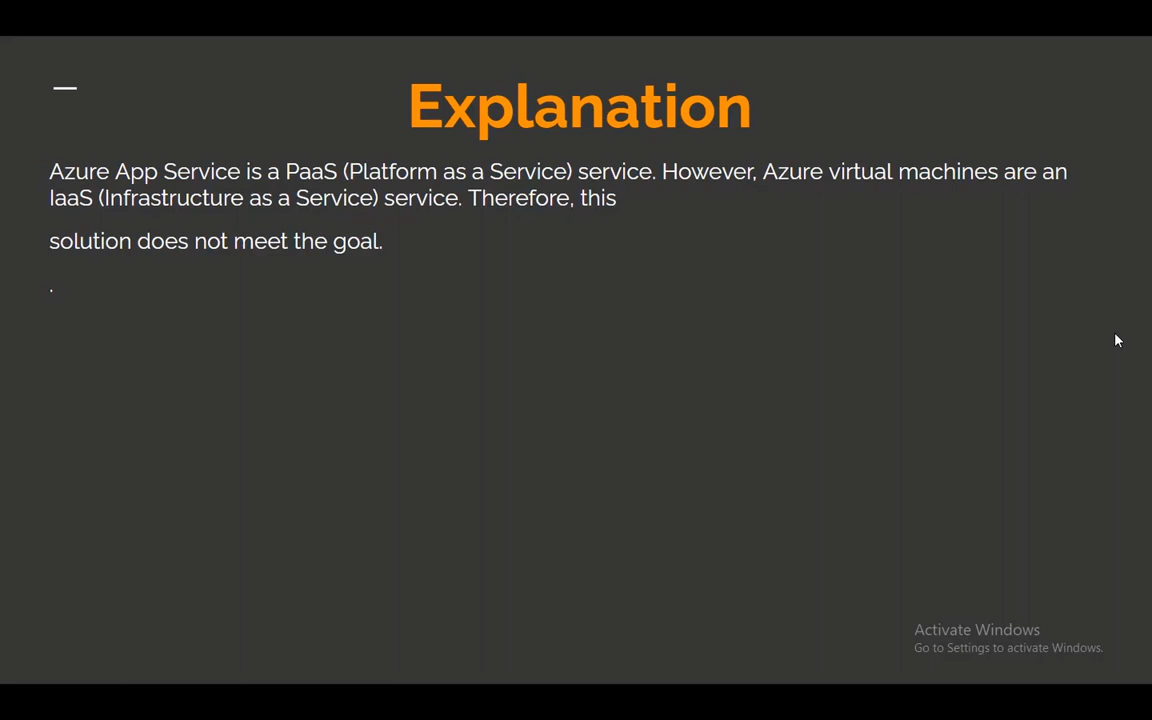 Explanation
Azure App Service is a PaaS (Platform as a Service) service. However, Azure virtual machines are an
IaaS (Infrastructure as a Service) service. Therefore, this
solution does not meet the goal.
.
Activate Windows
Go to Settings to activate Windows.